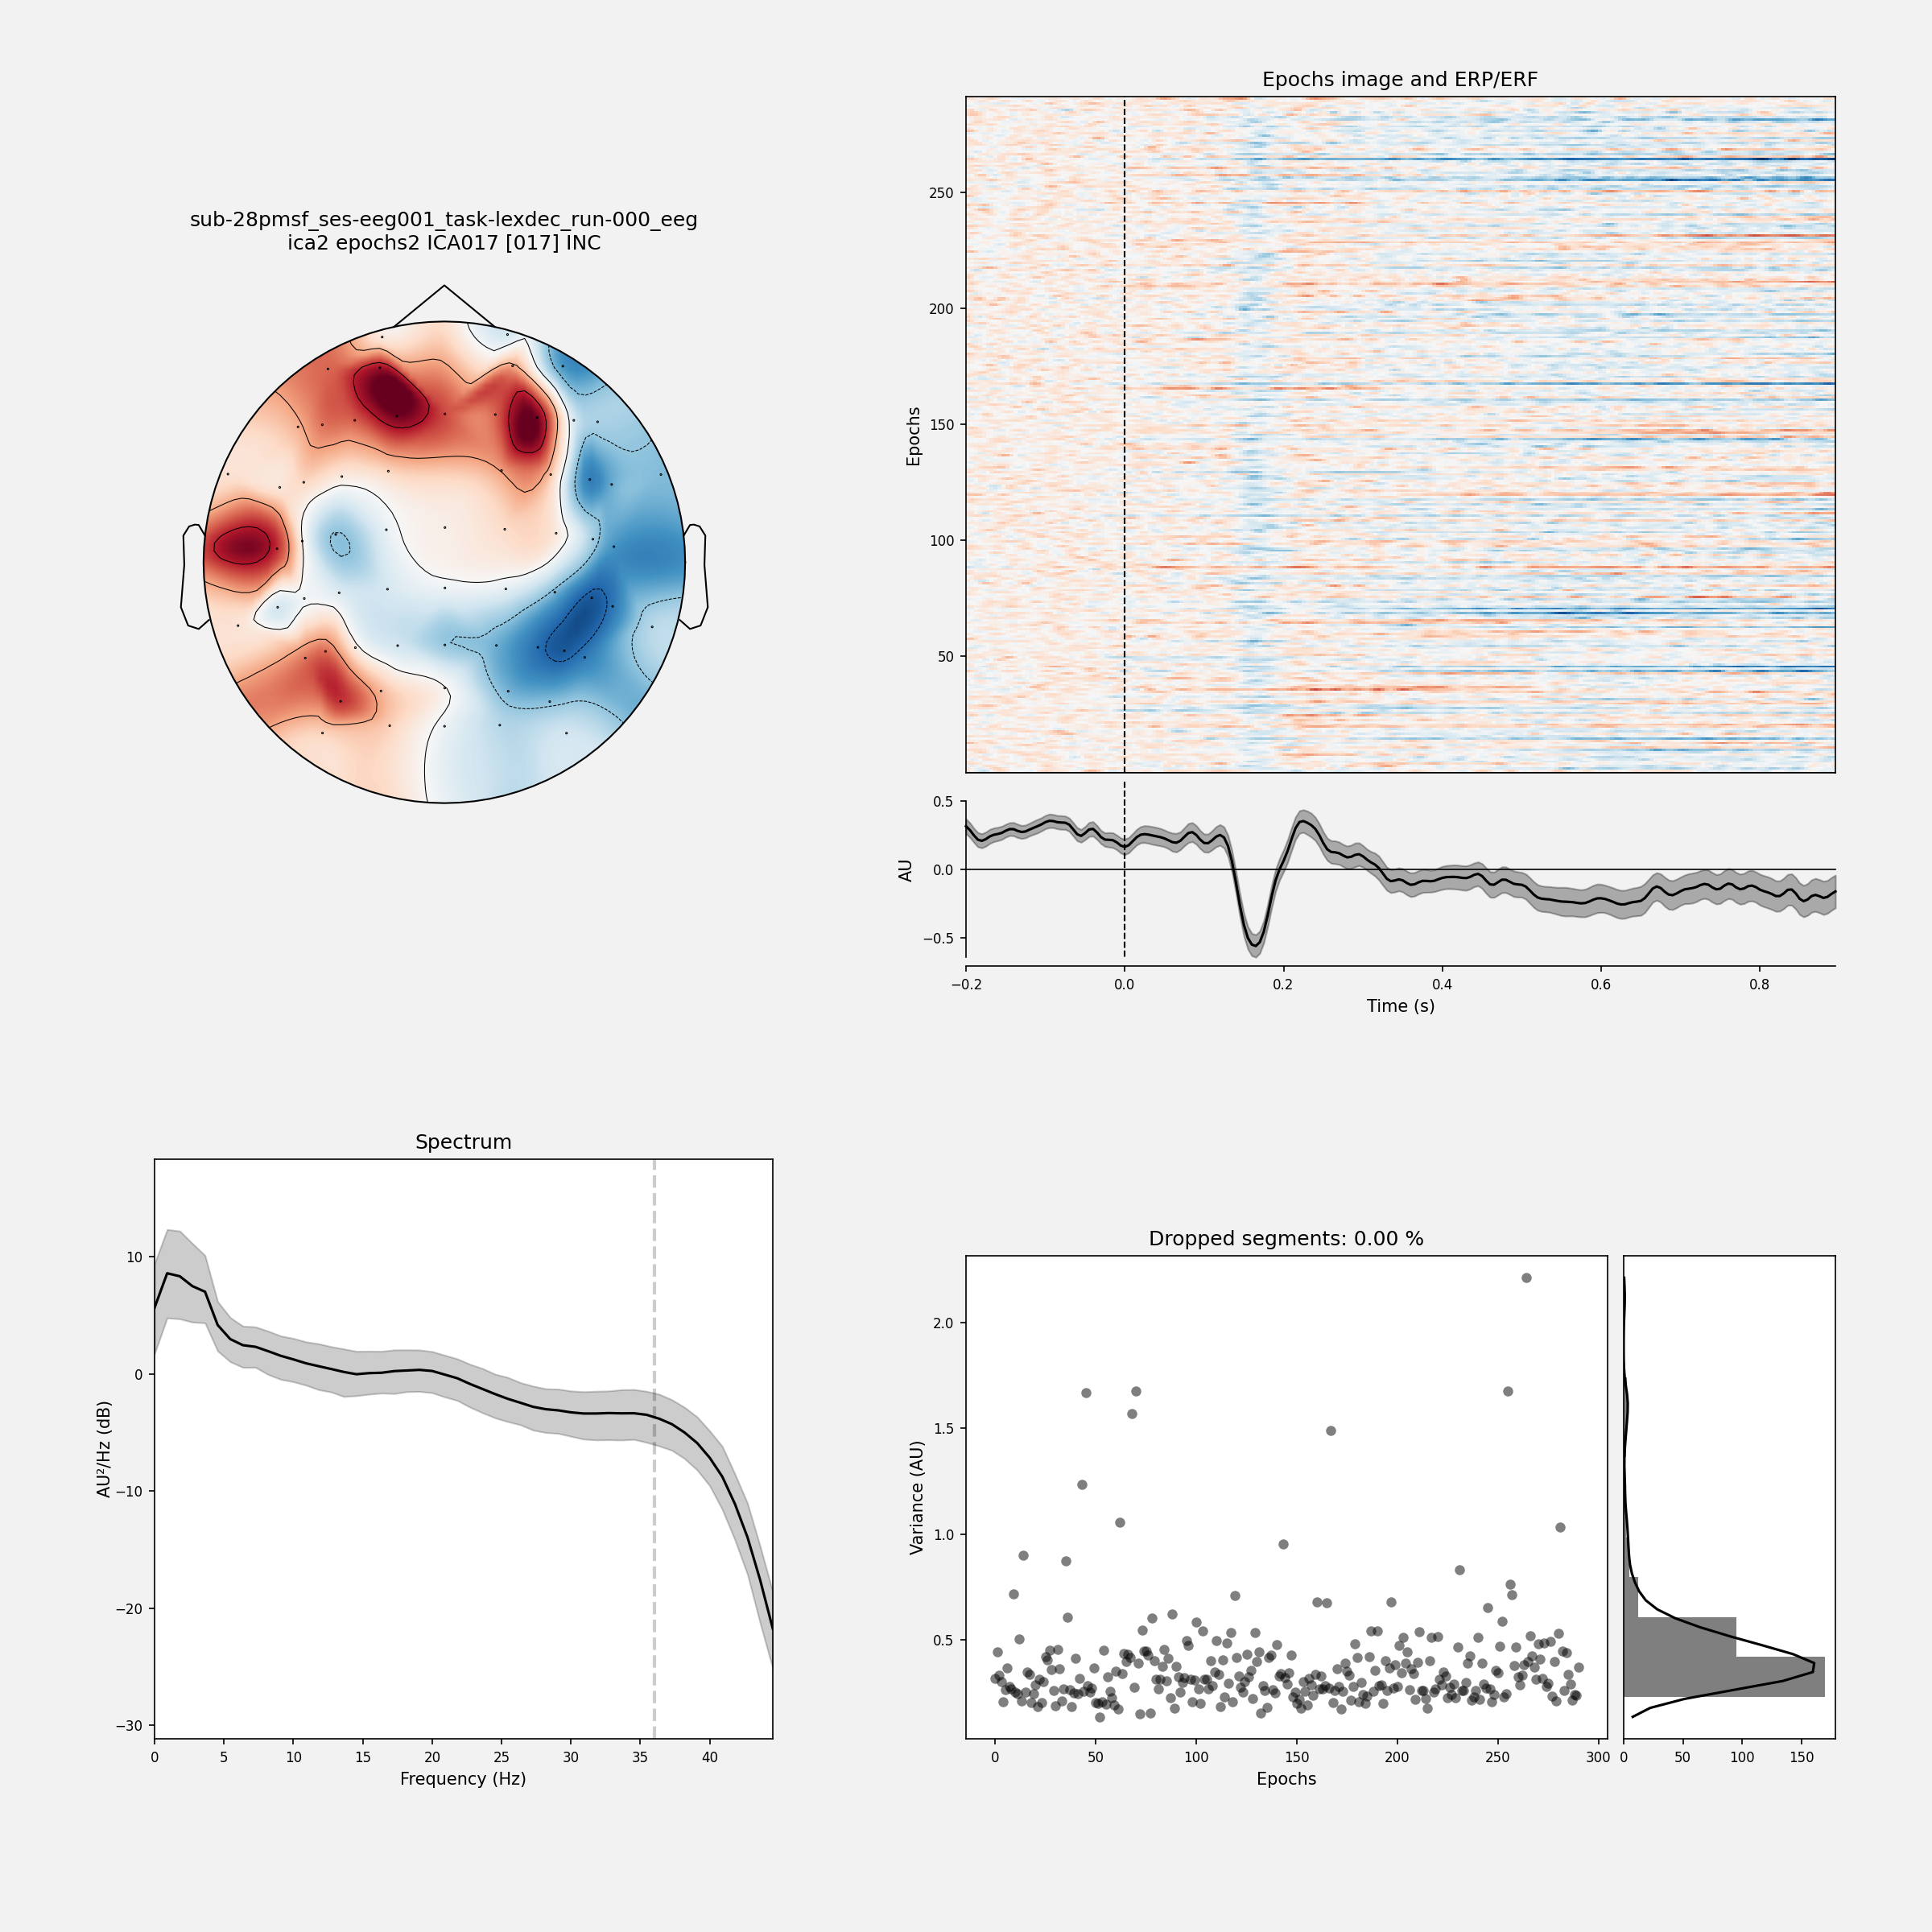 sub-28pmsf_ses-eeg001_task-lexdec_run-000_eeg
ica2 epochs2 ICA017 [017] INC
Epochs image and ERP/ERF
Epochs
250
200
150
100
50
AU
0.5
0.0
−0.5
−0.2 0.0 0.2 0.4 0.6 0.8
Time (s)
Spectrum
AU²/Hz (dB)
10
0
−10
−20
−30
0 5 10 15 20 25 30 35 40
Frequency (Hz)
Dropped segments: 0.00 %
Variance (AU)
2.0
1.5
1.0
0.5
0 50 100 150 200 250 300
Epochs
0 50 100 150